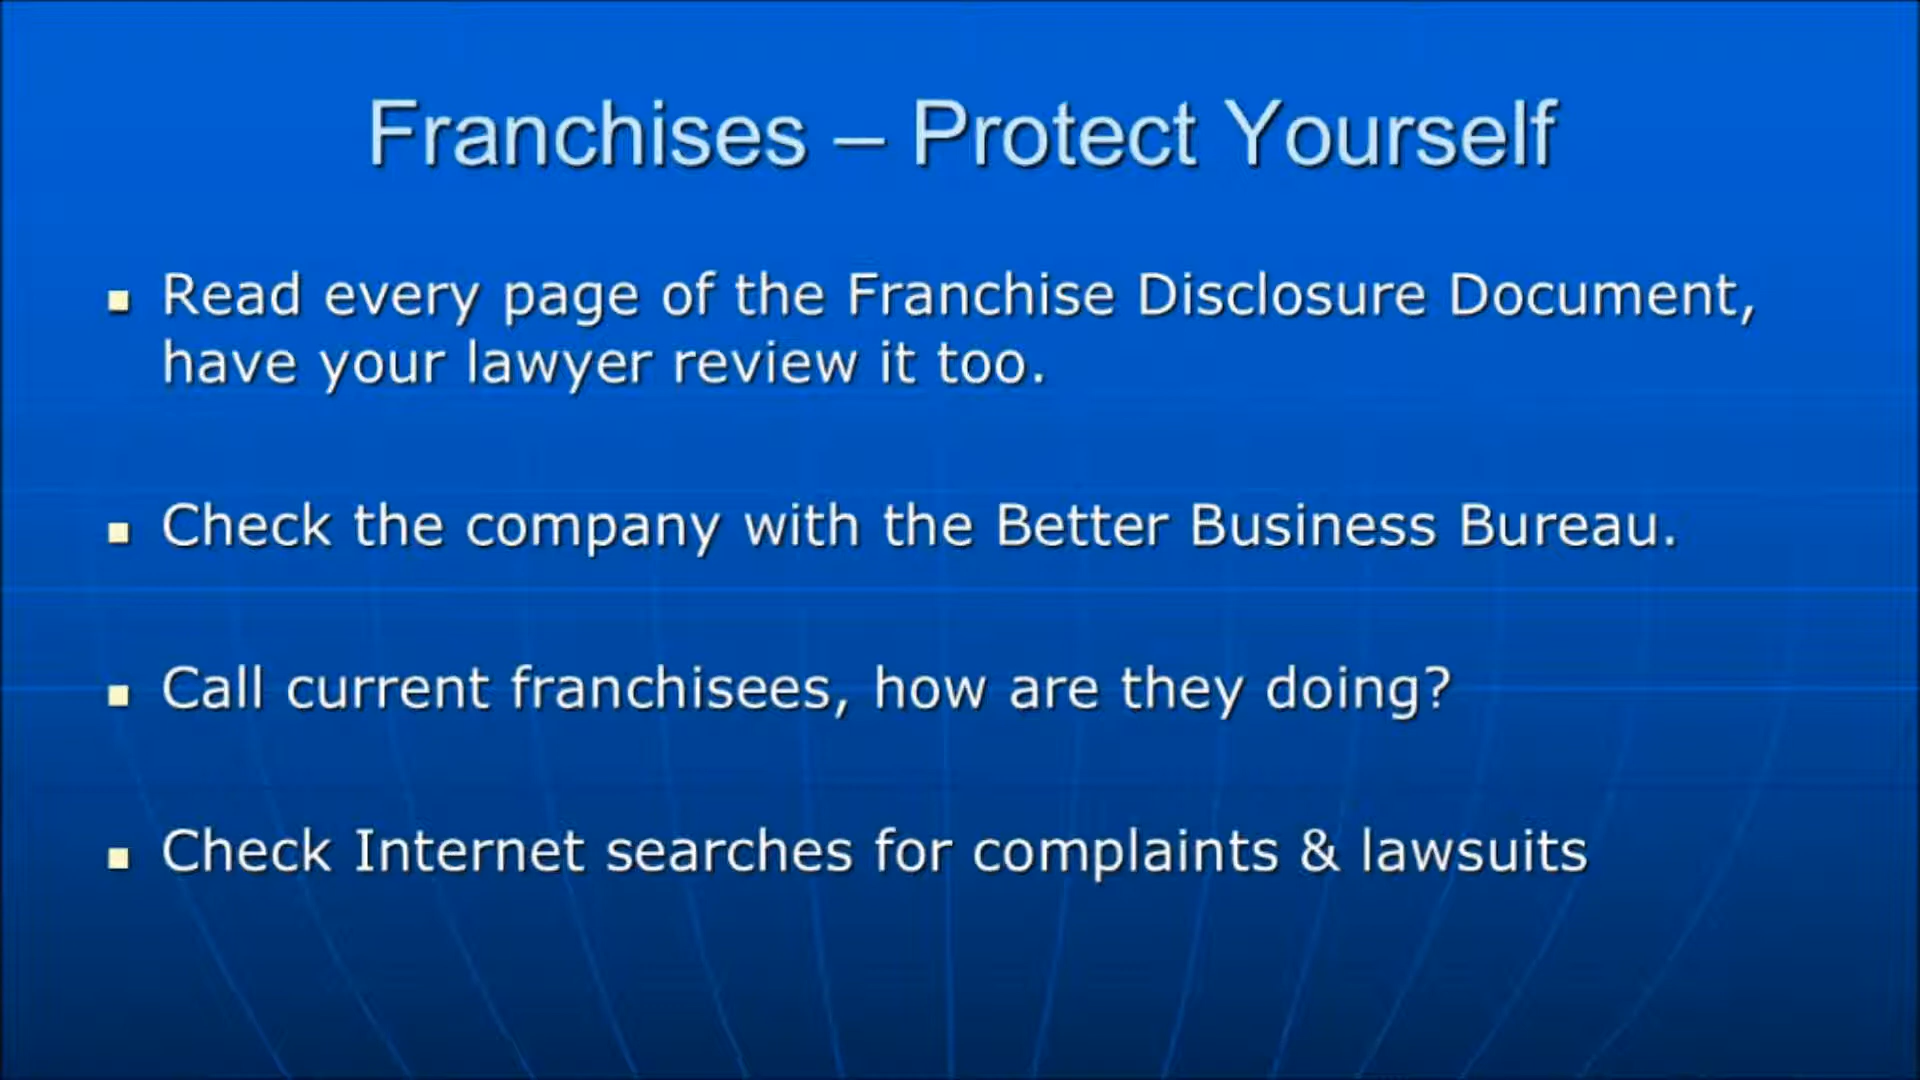 Franchises – Protect Yourself
Read every page of the Franchise Disclosure Document,
have your lawyer review it too.
Check the company with the Better Business Bureau.
Call current franchisees, how are they doing?
Check Internet searches for complaints & lawsuits